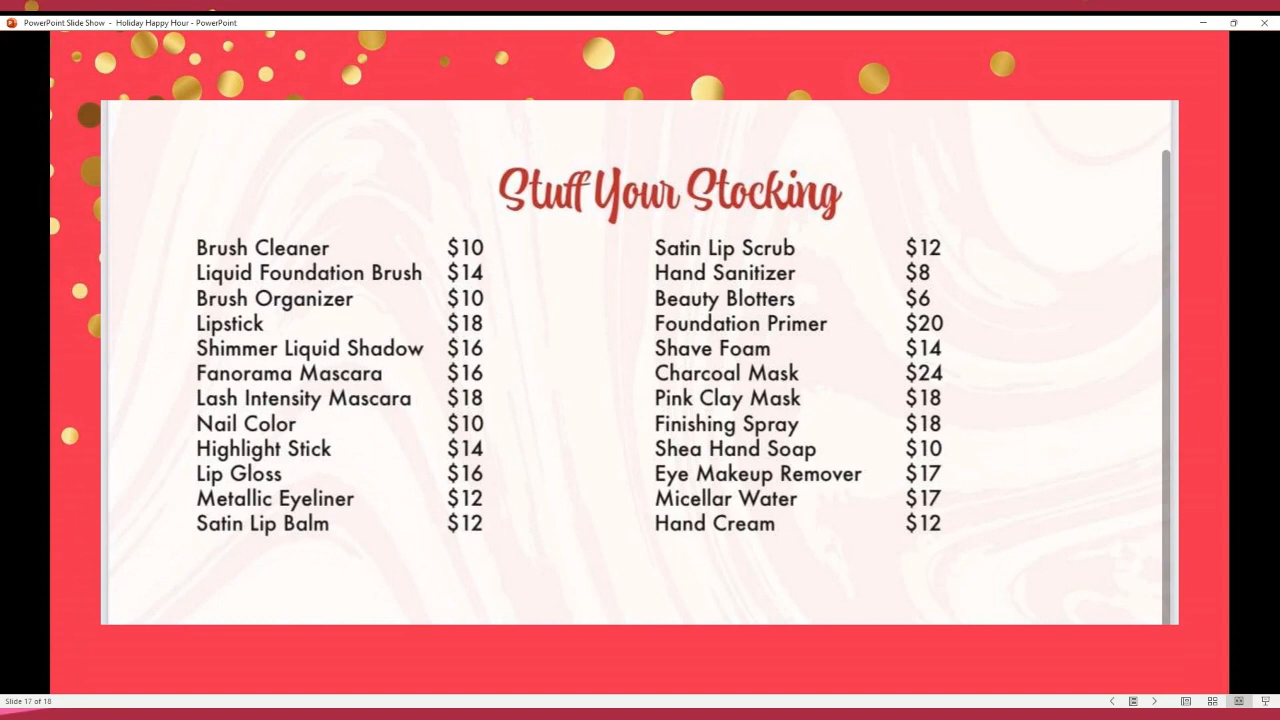 PowerPoint Slide Show - Holiday Happy Hour - PowerPoint
Stuff Your Stocking
Brush Cleaner $10
Liquid Foundation Brush $14
Brush Organizer $10
Lipstick $18
Shimmer Liquid Shadow $16
Fanorama Mascara $16
Lash Intensity Mascara $18
Nail Color $10
Highlight Stick $14
Lip Gloss $16
Metallic Eyeliner $12
Satin Lip Balm $12
Satin Lip Scrub $12
Hand Sanitizer $8
Beauty Blotters $6
Foundation Primer $20
Shave Foam $14
Charcoal Mask $24
Pink Clay Mask $18
Finishing Spray $18
Shea Hand Soap $10
Eye Makeup Remover $17
Micellar Water $17
Hand Cream $12
Slide 17 of 18